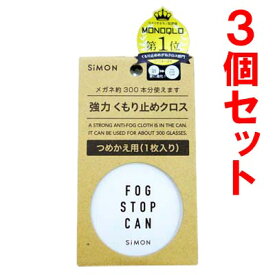 SiMON
MONOQLO
第1位
メガネ約300本分使えます
強力 くもり止めクロス
A STRONG ANTI-FOG CLOTH IS IN THE CAN.
IT CAN BE USED FOR ABOUT 300 GLASSES.
つめかえ用(1枚入り)
FOG
STOP
CAN
SiMON
3個セット